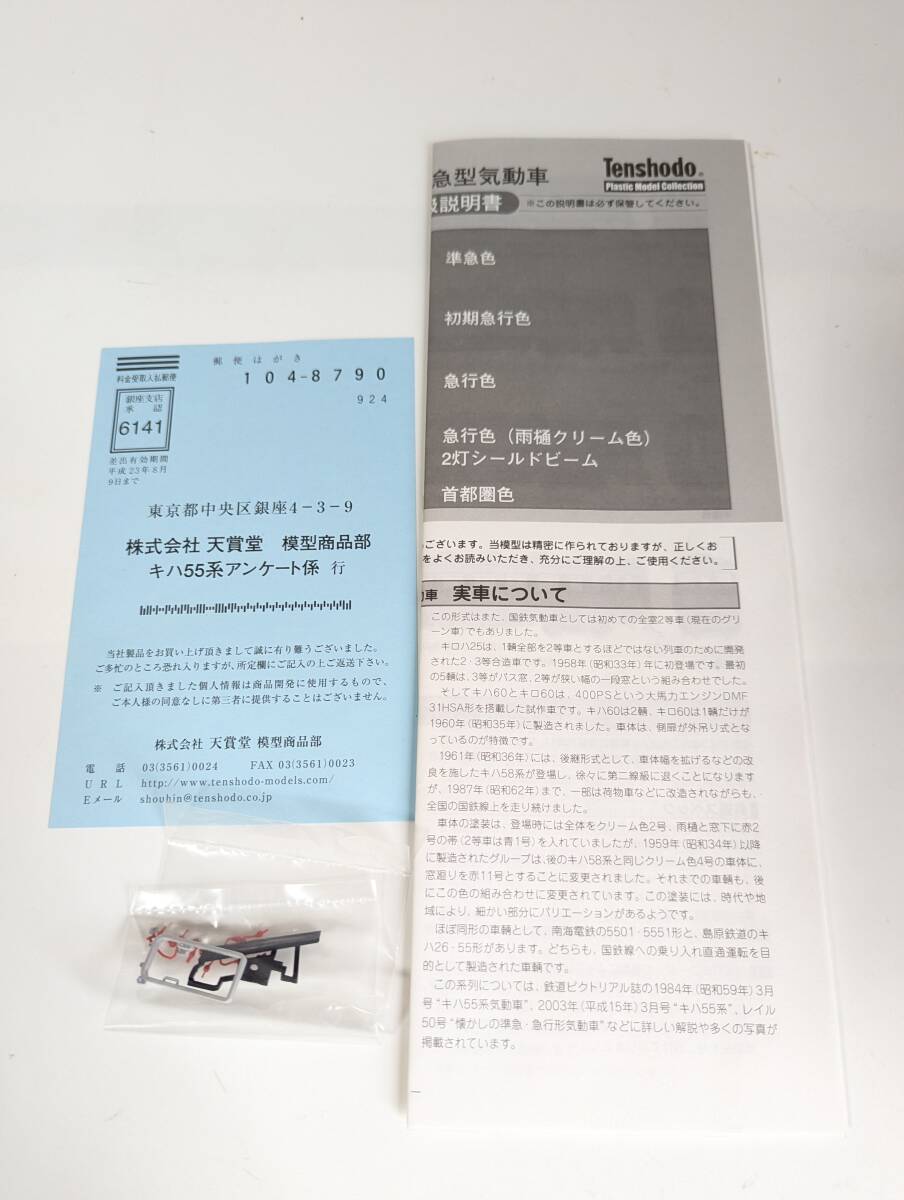 郵便はがき
料金受取人払郵便
104-8790
924
銀座支店
承認
6141
差出有効期間
平成23年8月
9日まで
東京都中央区銀座4-3-9
株式会社 天賞堂 模型商品部
キハ55系アンケート係 行
当社製品をお買い上げ頂きまして誠に有り難うございました。
ご多忙のところ恐れ入りますが、所定欄にご記入の上ご返送下さい。
※ ご記入頂きました個人情報は商品開発に使用するもので、
ご本人様の同意なしに第三者に提供することはございません。
株式会社 天賞堂 模型商品部
電話 03(3561)0024 FAX 03(3561)0023
URL http://www.tenshodo-models.com/
Eメール shouhin@tenshodo.co.jp
急型気動車
Tenshodo®
Plastic Model Collection
扱説明書
※この説明書は必ず保管してください。
準急色
初期急行色
急行色
急行色（雨樋クリーム色）
2灯シールドビーム
首都圏色
ございます。当模型は精密に作られておりますが、正しくお
をよくお読みいただき、充分にご理解の上、ご使用ください。
車 実車について
この形式はまた、国鉄気動車としては初めての全室2等車（現在のグリ
ーン車）でもありました。
キロハ25は、1輌全部を2等車とするほどではない列車のために開発
された2・3等合造車です。1958年（昭和33年）年に初登場です。最初
の5輌は、3等がバス窓、2等が狭い幅の一段窓という組み合わせでした。
そしてキハ60とキロ60は、400PSという大馬力エンジンDMF
31HSA形を搭載した試作車です。キハ60は2輌、キロ60は1輌だけが
1960年（昭和35年）に製造されました。車体は、側扉が外吊り式とな
っているのが特徴です。
1961年（昭和36年）には、後継形式として、車体幅を拡げるなどの改
良を施したキハ58系が登場し、徐々に第二線級に退くことになります
が、1987年（昭和62年）まで、一部は荷物車などに改造されながらも、
全国の国鉄線上を走り続けました。
車体の塗装は、登場時には全体をクリーム色2号、雨樋と窓下に赤2
号の帯（2等車は青1号）を入れていましたが、1959年（昭和34年）以降
に製造されたグループは、後のキハ58系と同じクリーム色4号の車体に、
窓廻りを赤11号とすることに変更されました。それまでの車輌も、後
にこの色の組み合わせに変更されています。この塗装には、時代や地
域により、細かい部分にバリエーションがあるようです。
ほぼ同形の車輌として、南海電鉄の5501・5551形と、島原鉄道のキ
ハ26・55形があります。どちらも、国鉄線への乗り入れ直通運転を目
的として製造された車輌です。
この系列については、鉄道ピクトリアル誌の1984年（昭和59年）3月
号“キハ55系気動車”、2003年（平成15年）3月号“キハ55系”、レイル
50号“懐かしの準急・急行形気動車”などに詳しい解説や多くの写真が
掲載されています。